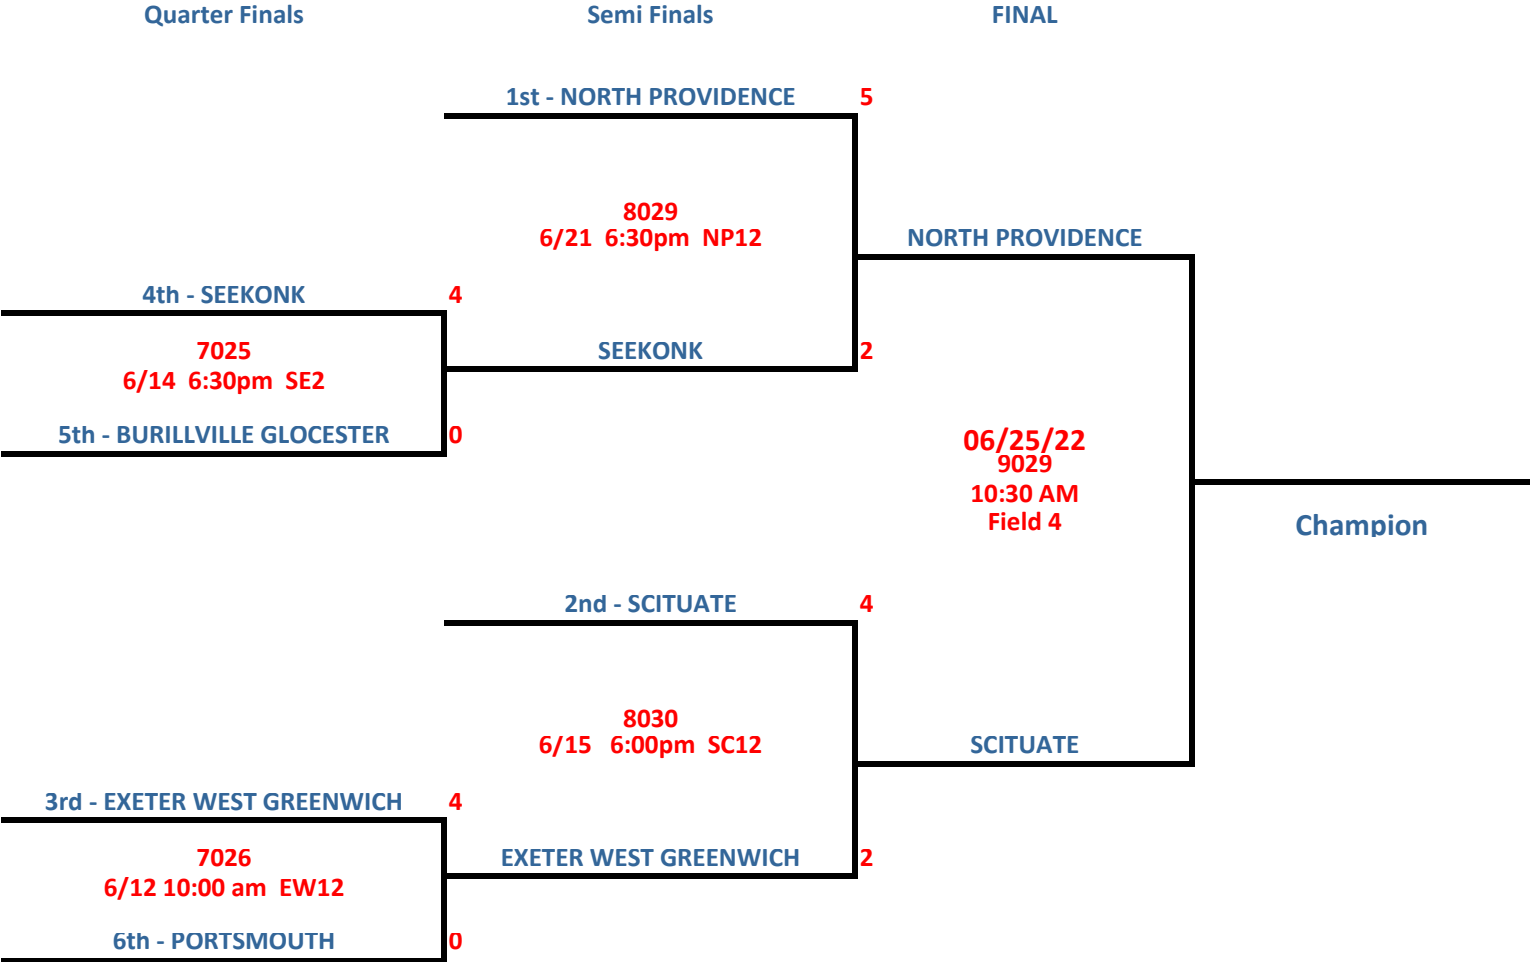 Quarter Finals
Semi Finals
FINAL
1st - NORTH PROVIDENCE 5
8029
6/21 6:30pm NP12
NORTH PROVIDENCE
4th - SEEKONK 4
7025
6/14 6:30pm SE2
SEEKONK 2
5th - BURILLVILLE GLOCESTER 0
06/25/22
9029
10:30 AM
Field 4
Champion
2nd - SCITUATE 4
8030
6/15 6:00pm SC12
SCITUATE
3rd - EXETER WEST GREENWICH 4
7026
6/12 10:00 am EW12
EXETER WEST GREENWICH 2
6th - PORTSMOUTH 0